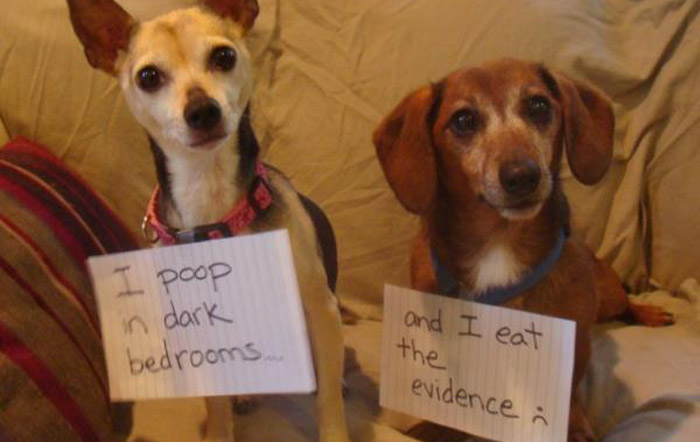 I poop
in dark
bedrooms...
and I eat
the
evidence :(